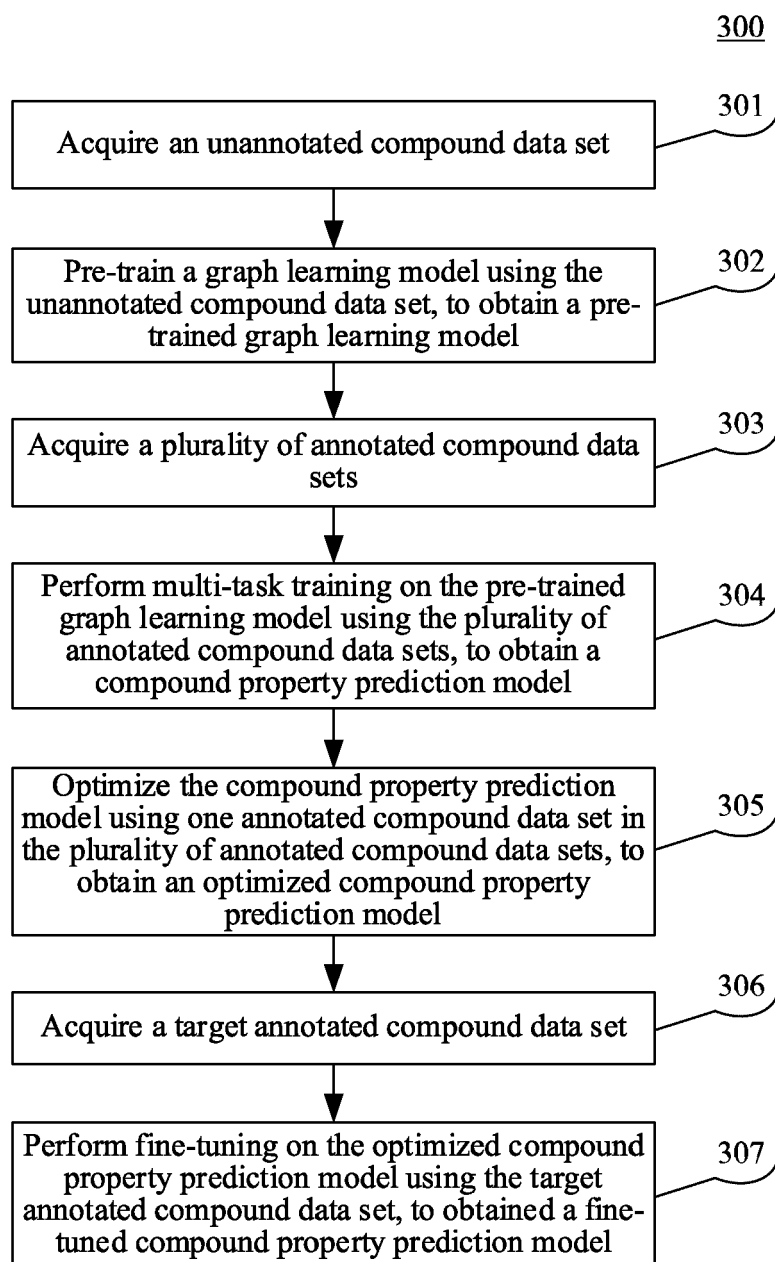 300
301
Acquire an unannotated compound data set
302
Pre-train a graph learning model using the
unannotated compound data set, to obtain a pre-
trained graph learning model
303
Acquire a plurality of annotated compound data
sets
304
Perform multi-task training on the pre-trained
graph learning model using the plurality of
annotated compound data sets, to obtain a
compound property prediction model
305
Optimize the compound property prediction
model using one annotated compound data set in
the plurality of annotated compound data sets, to
obtain an optimized compound property
prediction model
306
Acquire a target annotated compound data set
307
Perform fine-tuning on the optimized compound
property prediction model using the target
annotated compound data set, to obtained a fine-
tuned compound property prediction model